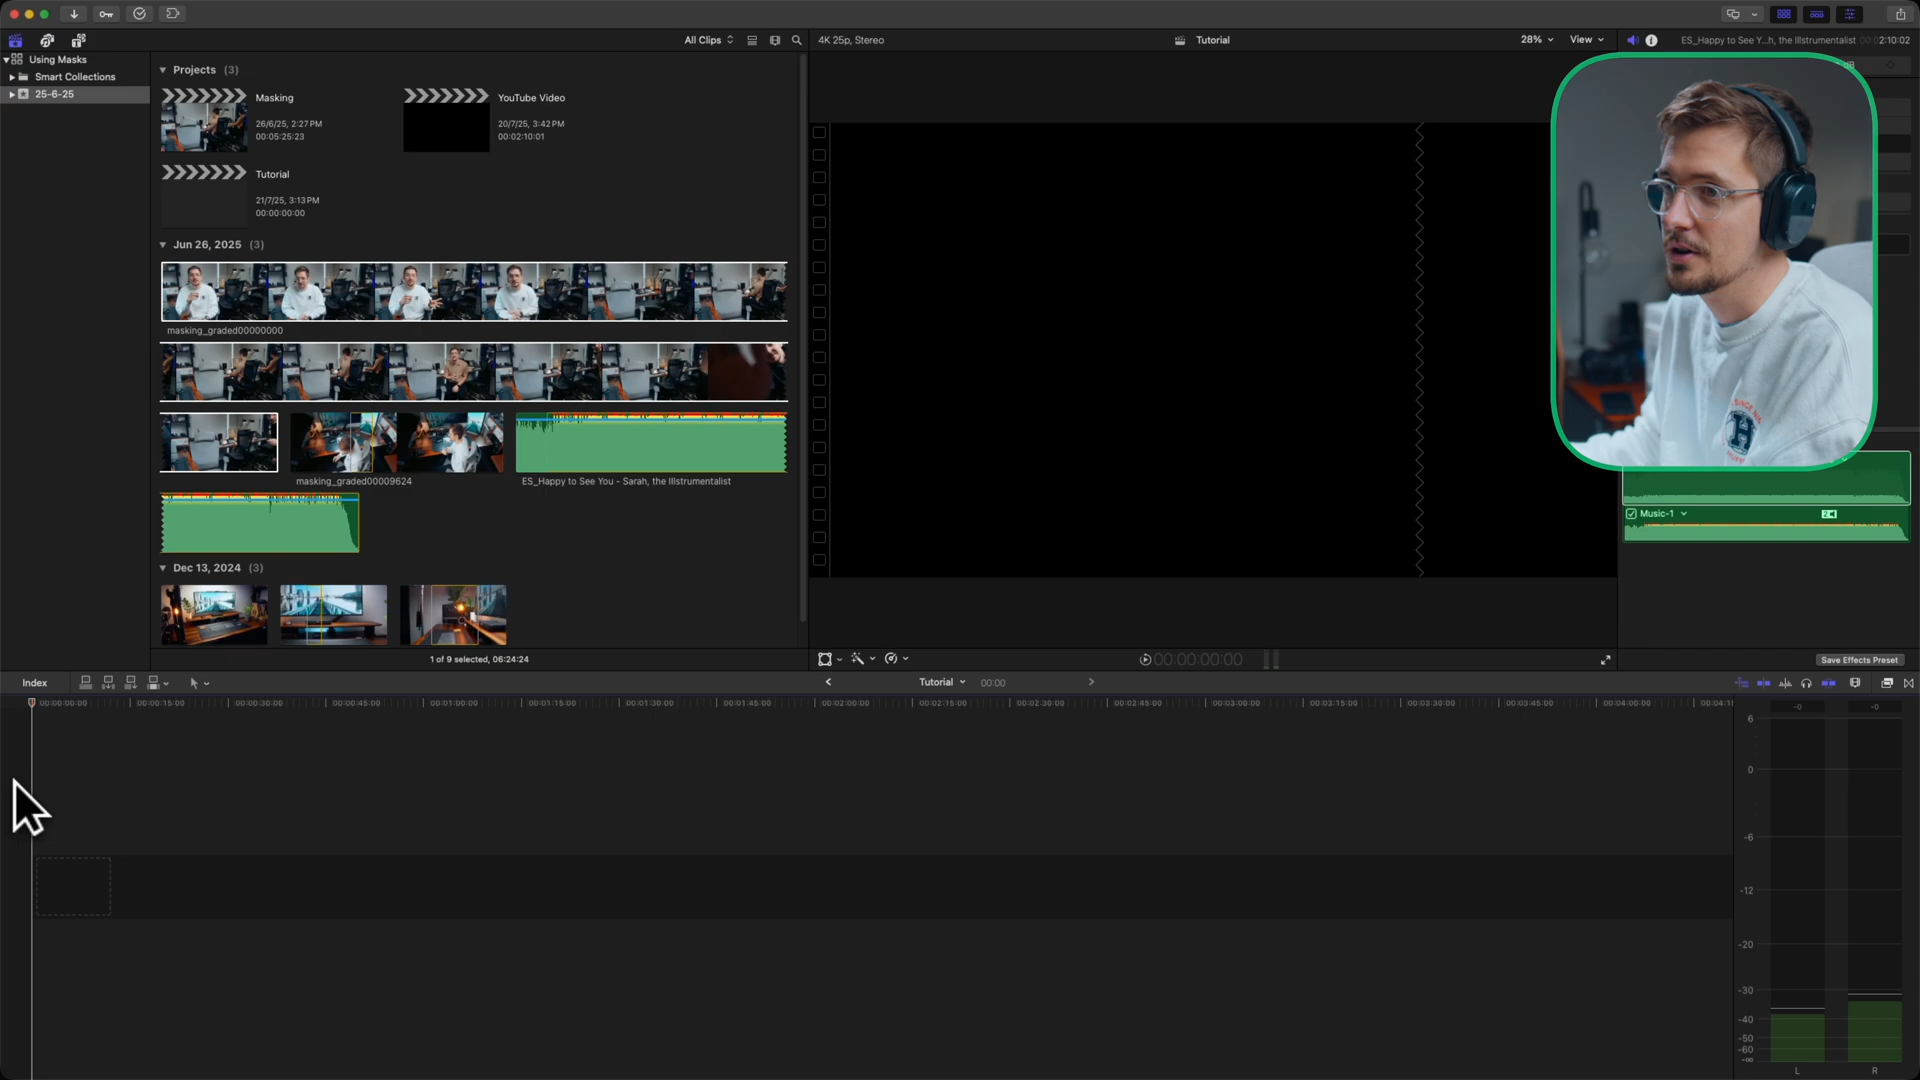 All Clips
4K 25p, Stereo
Tutorial
28%
View
ES_Happy to See Y...h, the Illstrumentalist
2:10:02
dB
Using Masks
Smart Collections
25-6-25
Projects (3)
Masking
26/6/25, 2:27 PM
00:05:25:23
YouTube Video
20/7/25, 3:42 PM
00:02:10:01
Tutorial
21/7/25, 3:13 PM
00:00:00:00
Jun 26, 2025 (3)
masking_graded00000000
masking_graded00009624
ES_Happy to See You - Sarah, the Illstrumentalist
Dec 13, 2024 (3)
1 of 9 selected, 06:24:24
00:00:00:00
H
Music-1
Save Effects Preset
Index
Tutorial
00:00
00:00:00:00
00:00:15:00
00:00:30:00
00:00:45:00
00:01:00:00
00:01:15:00
00:01:30:00
00:01:45:00
00:02:00:00
00:02:15:00
00:02:30:00
00:02:45:00
00:03:00:00
00:03:15:00
00:03:30:00
00:03:45:00
00:04:00:00
-0
-0
6
0
-6
-12
-20
-30
-40
-50
-60
-∞
L
R